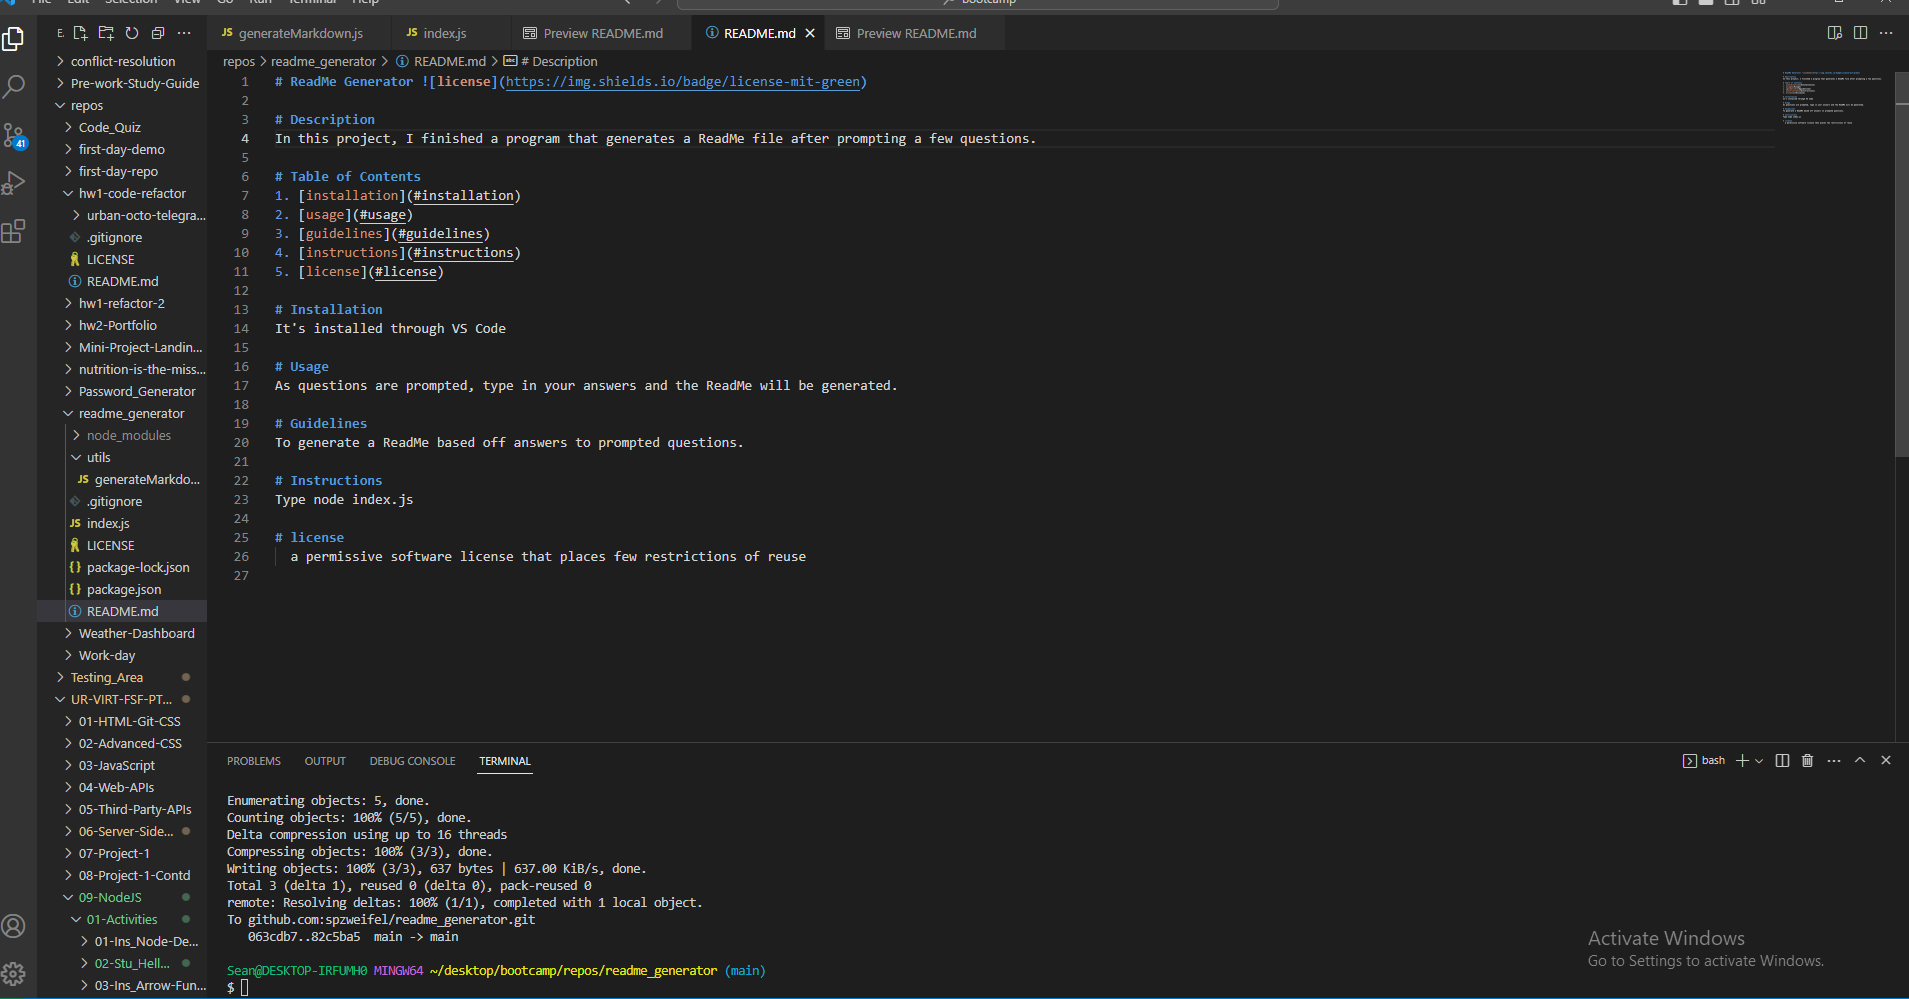 File Edit Selection View Go Run Terminal Help
bootcamp
E.
generateMarkdown.js
index.js
Preview README.md
README.md
Preview README.md
repos > readme_generator > README.md > # Description
conflict-resolution
Pre-work-Study-Guide
repos
Code_Quiz
first-day-demo
first-day-repo
hw1-code-refactor
urban-octo-telegra...
.gitignore
LICENSE
README.md
hw1-refactor-2
hw2-Portfolio
Mini-Project-Landin...
nutrition-is-the-miss...
Password_Generator
readme_generator
node_modules
utils
JS generateMarkdo...
.gitignore
JS index.js
LICENSE
{} package-lock.json
{} package.json
README.md
Weather-Dashboard
Work-day
Testing_Area
UR-VIRT-FSF-PT...
01-HTML-Git-CSS
02-Advanced-CSS
03-JavaScript
04-Web-APIs
05-Third-Party-APIs
06-Server-Side...
07-Project-1
08-Project-1-Contd
09-NodeJS
01-Activities
01-Ins_Node-De...
02-Stu_Hell...
03-Ins_Arrow-Fun...
41
1 # ReadMe Generator ![license](https://img.shields.io/badge/license-mit-green)
2
3 # Description
4 In this project, I finished a program that generates a ReadMe file after prompting a few questions.
5
6 # Table of Contents
7 1. [installation](#installation)
8 2. [usage](#usage)
9 3. [guidelines](#guidelines)
10 4. [instructions](#instructions)
11 5. [license](#license)
12
13 # Installation
14 It's installed through VS Code
15
16 # Usage
17 As questions are prompted, type in your answers and the ReadMe will be generated.
18
19 # Guidelines
20 To generate a ReadMe based off answers to prompted questions.
21
22 # Instructions
23 Type node index.js
24
25 # license
26 a permissive software license that places few restrictions of reuse
27
PROBLEMS OUTPUT DEBUG CONSOLE TERMINAL
bash
Enumerating objects: 5, done.
Counting objects: 100% (5/5), done.
Delta compression using up to 16 threads
Compressing objects: 100% (3/3), done.
Writing objects: 100% (3/3), 637 bytes | 637.00 KiB/s, done.
Total 3 (delta 1), reused 0 (delta 0), pack-reused 0
remote: Resolving deltas: 100% (1/1), completed with 1 local object.
To github.com:spzweifel/readme_generator.git
063cdb7..82c5ba5 main -> main
Sean@DESKTOP-IRFUMH0 MINGW64 ~/desktop/bootcamp/repos/readme_generator (main)
$
Activate Windows
Go to Settings to activate Windows.